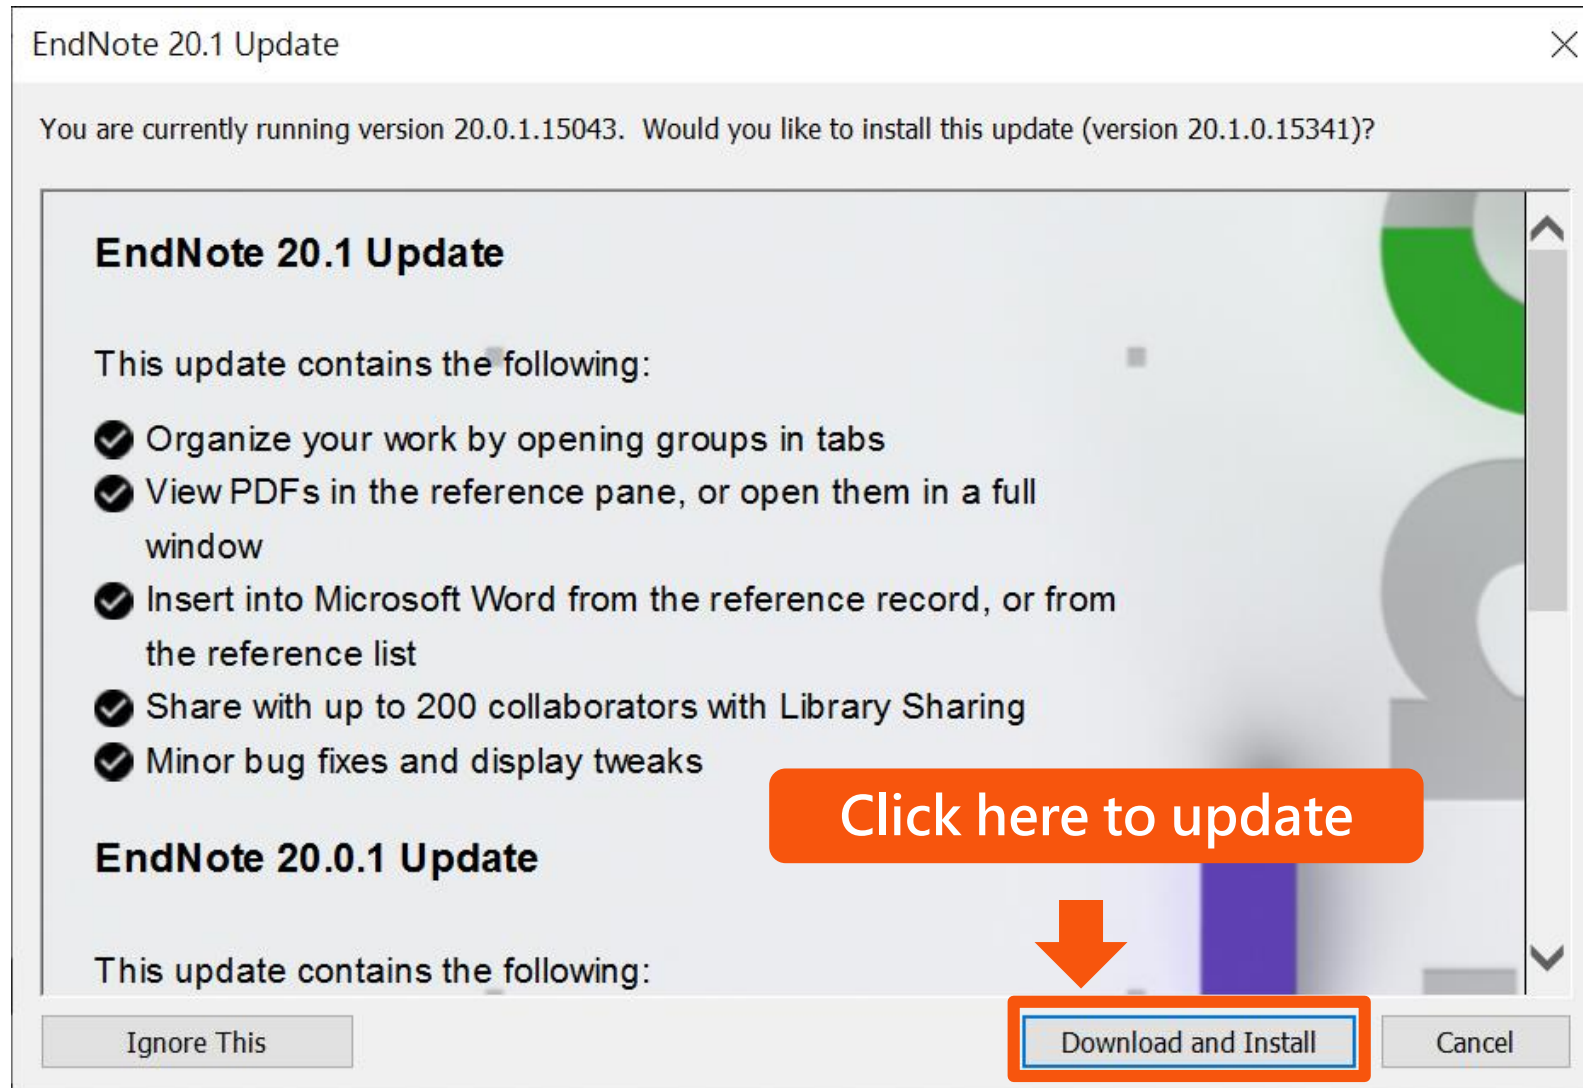 EndNote 20.1 Update
You are currently running version 20.0.1.15043.  Would you like to install this update (version 20.1.0.15341)?
EndNote 20.1 Update
This update contains the following:
Organize your work by opening groups in tabs
View PDFs in the reference pane, or open them in a full
window
Insert into Microsoft Word from the reference record, or from
the reference list
Share with up to 200 collaborators with Library Sharing
Minor bug fixes and display tweaks
Click here to update
EndNote 20.0.1 Update
This update contains the following:
Ignore This
Download and Install
Cancel